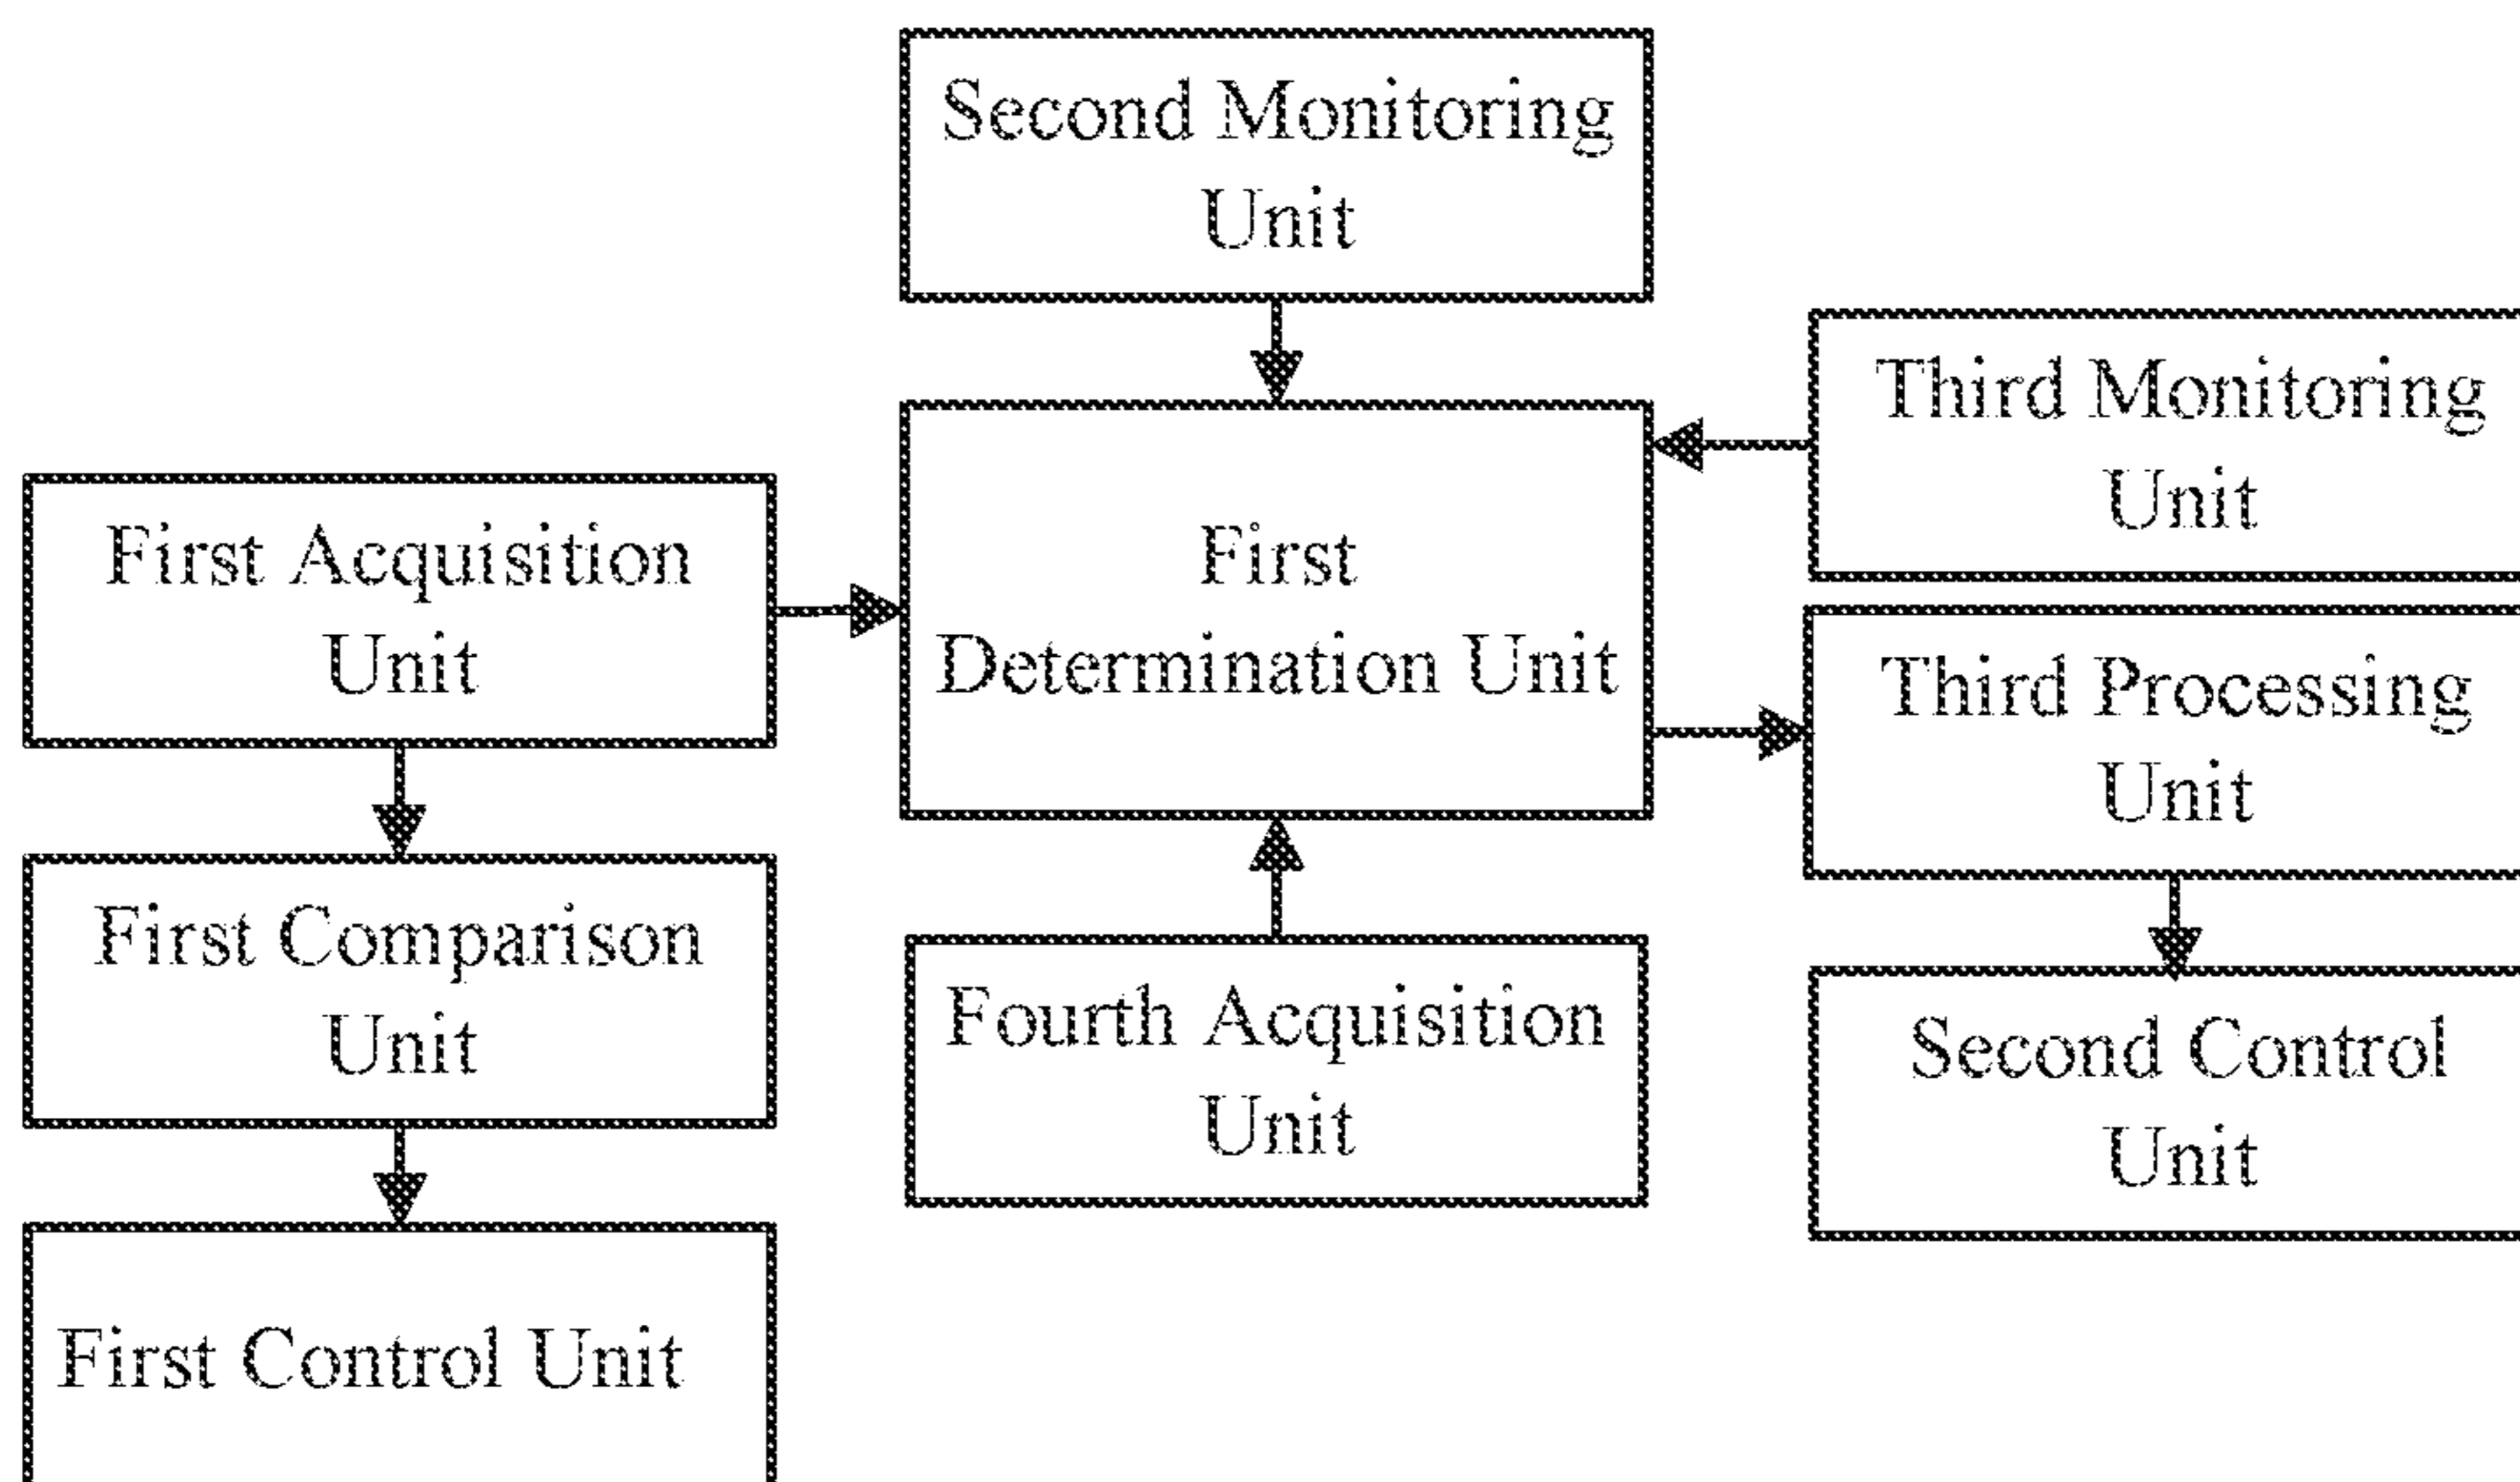 Second Monitoring
Unit
Third Monitoring
Unit
First Acquisition
Unit
First
Determination Unit
Third Processing
Unit
First Comparison
Unit
Fourth Acquisition
Unit
Second Control
Unit
First Control Unit